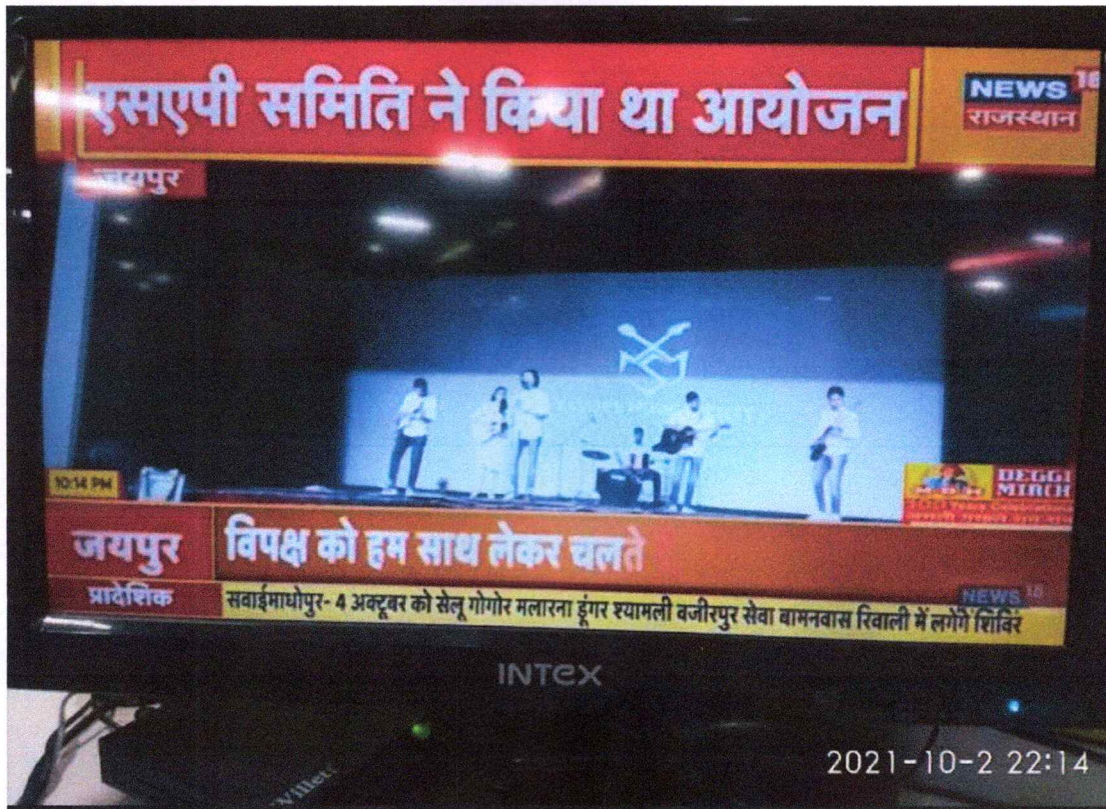 एसएपी समिति ने किया था आयोजन
NEWS 18
राजस्थान
जयपुर
10:14 PM
DEGGI
MIRCH
जयपुर
विपक्ष को हम साथ लेकर चलते
प्रादेशिक
सवाईमाधोपुर- 4 अक्टूबर को सेलू गोगोर मलारना डूंगर श्यामली वजीरपुर सेवा बामनवास रिवाली में लगेगें शिविर
NEWS 18
INTEX
2021-10-2 22:14